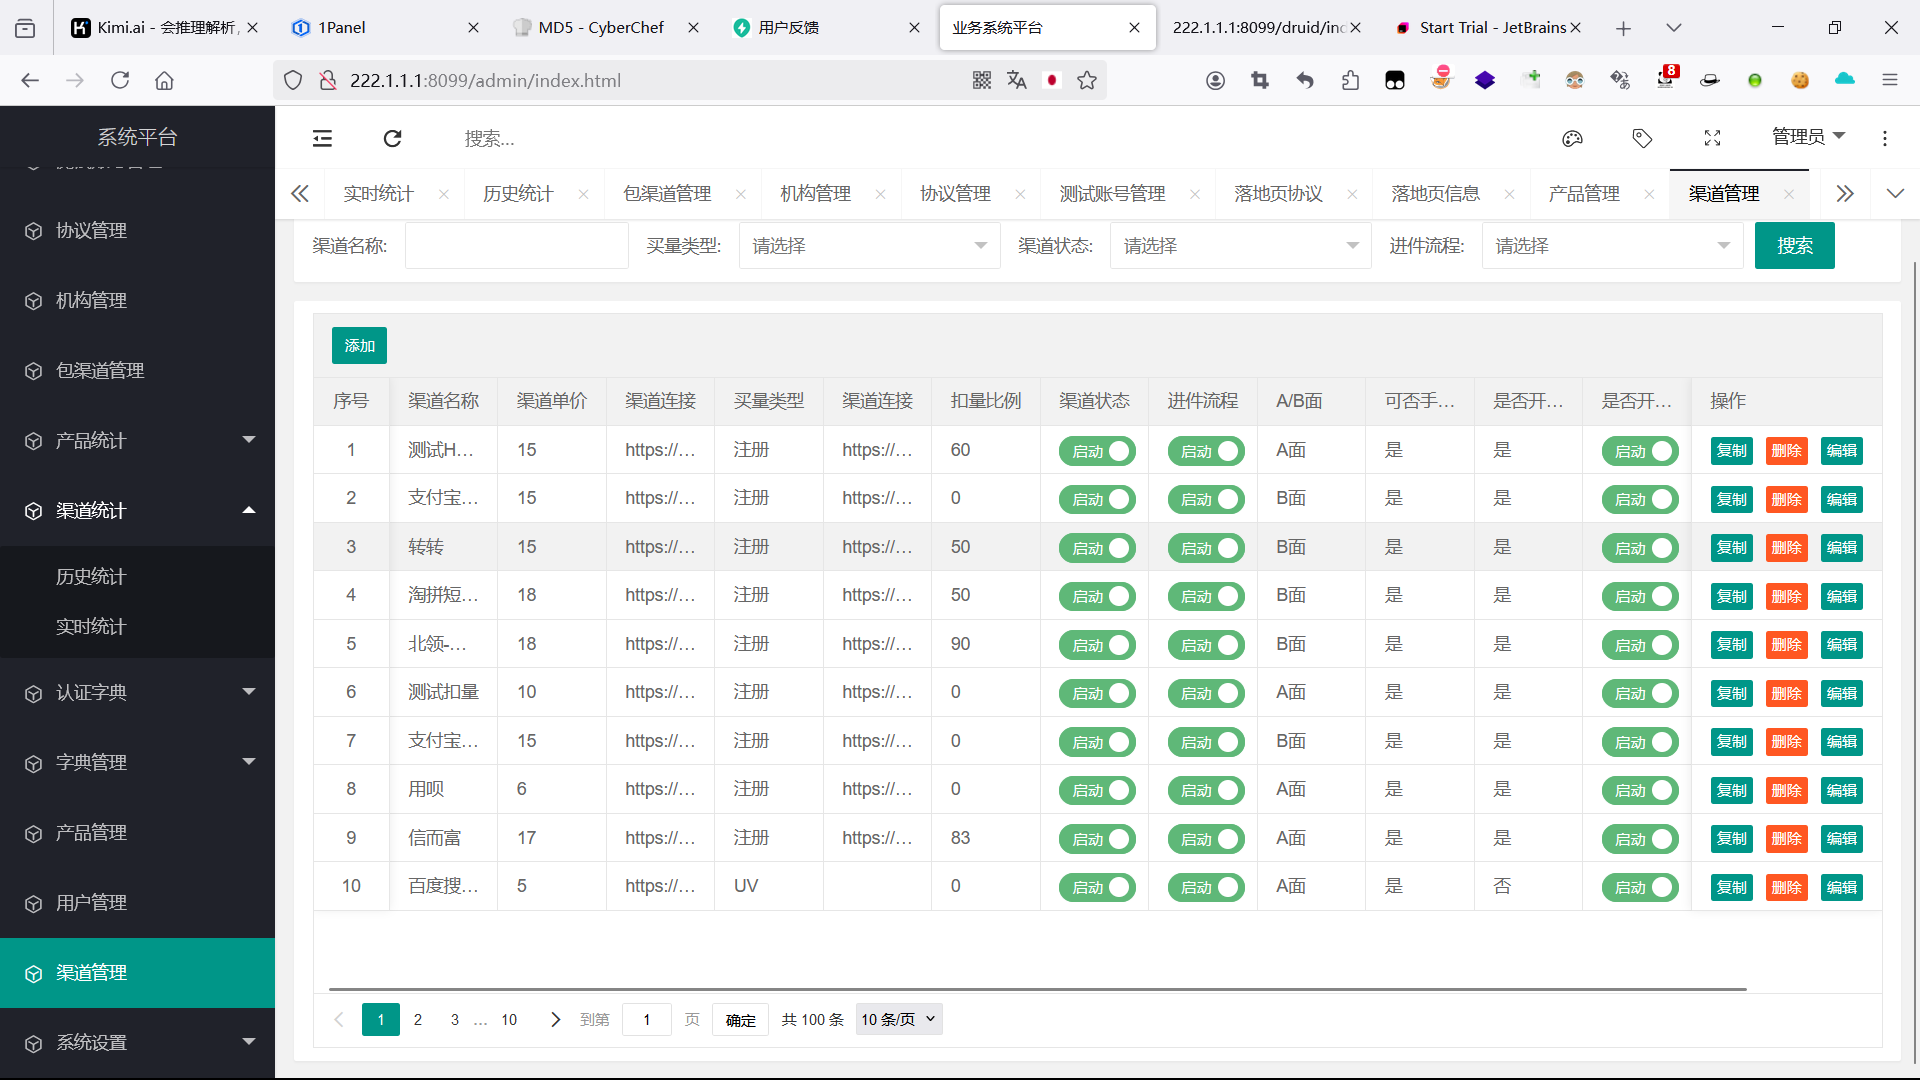 Kimi.ai - 会推理解析,
1Panel
MD5 - CyberChef
用户反馈
业务系统平台
222.1.1.1:8099/druid/ind
Start Trial - JetBrains
222.1.1.1:8099/admin/index.html
8
系统平台
搜索...
管理员
协议管理
机构管理
包渠道管理
产品统计
渠道统计
历史统计
实时统计
认证字典
字典管理
产品管理
用户管理
渠道管理
系统设置
实时统计 历史统计 包渠道管理 机构管理 协议管理 测试账号管理 落地页协议 落地页信息 产品管理 渠道管理
渠道名称: 买量类型: 请选择 渠道状态: 请选择 进件流程: 请选择 搜索
添加
序号 渠道名称 渠道单价 渠道连接 买量类型 渠道连接 扣量比例 渠道状态 进件流程 A/B面 可否手... 是否开... 是否开... 操作
1 测试H... 15 https://... 注册 https://... 60 启动 启动 A面 是 是 启动 复制 删除 编辑
2 支付宝... 15 https://... 注册 https://... 0 启动 启动 B面 是 是 启动 复制 删除 编辑
3 转转 15 https://... 注册 https://... 50 启动 启动 B面 是 是 启动 复制 删除 编辑
4 淘拼短... 18 https://... 注册 https://... 50 启动 启动 B面 是 是 启动 复制 删除 编辑
5 北领-... 18 https://... 注册 https://... 90 启动 启动 B面 是 是 启动 复制 删除 编辑
6 测试扣量 10 https://... 注册 https://... 0 启动 启动 A面 是 是 启动 复制 删除 编辑
7 支付宝... 15 https://... 注册 https://... 0 启动 启动 B面 是 是 启动 复制 删除 编辑
8 用呗 6 https://... 注册 https://... 0 启动 启动 A面 是 是 启动 复制 删除 编辑
9 信而富 17 https://... 注册 https://... 83 启动 启动 A面 是 是 启动 复制 删除 编辑
10 百度搜... 5 https://... UV 0 启动 启动 A面 是 否 启动 复制 删除 编辑
1 2 3 ... 10 到第 1 页 确定 共 100 条 10 条/页